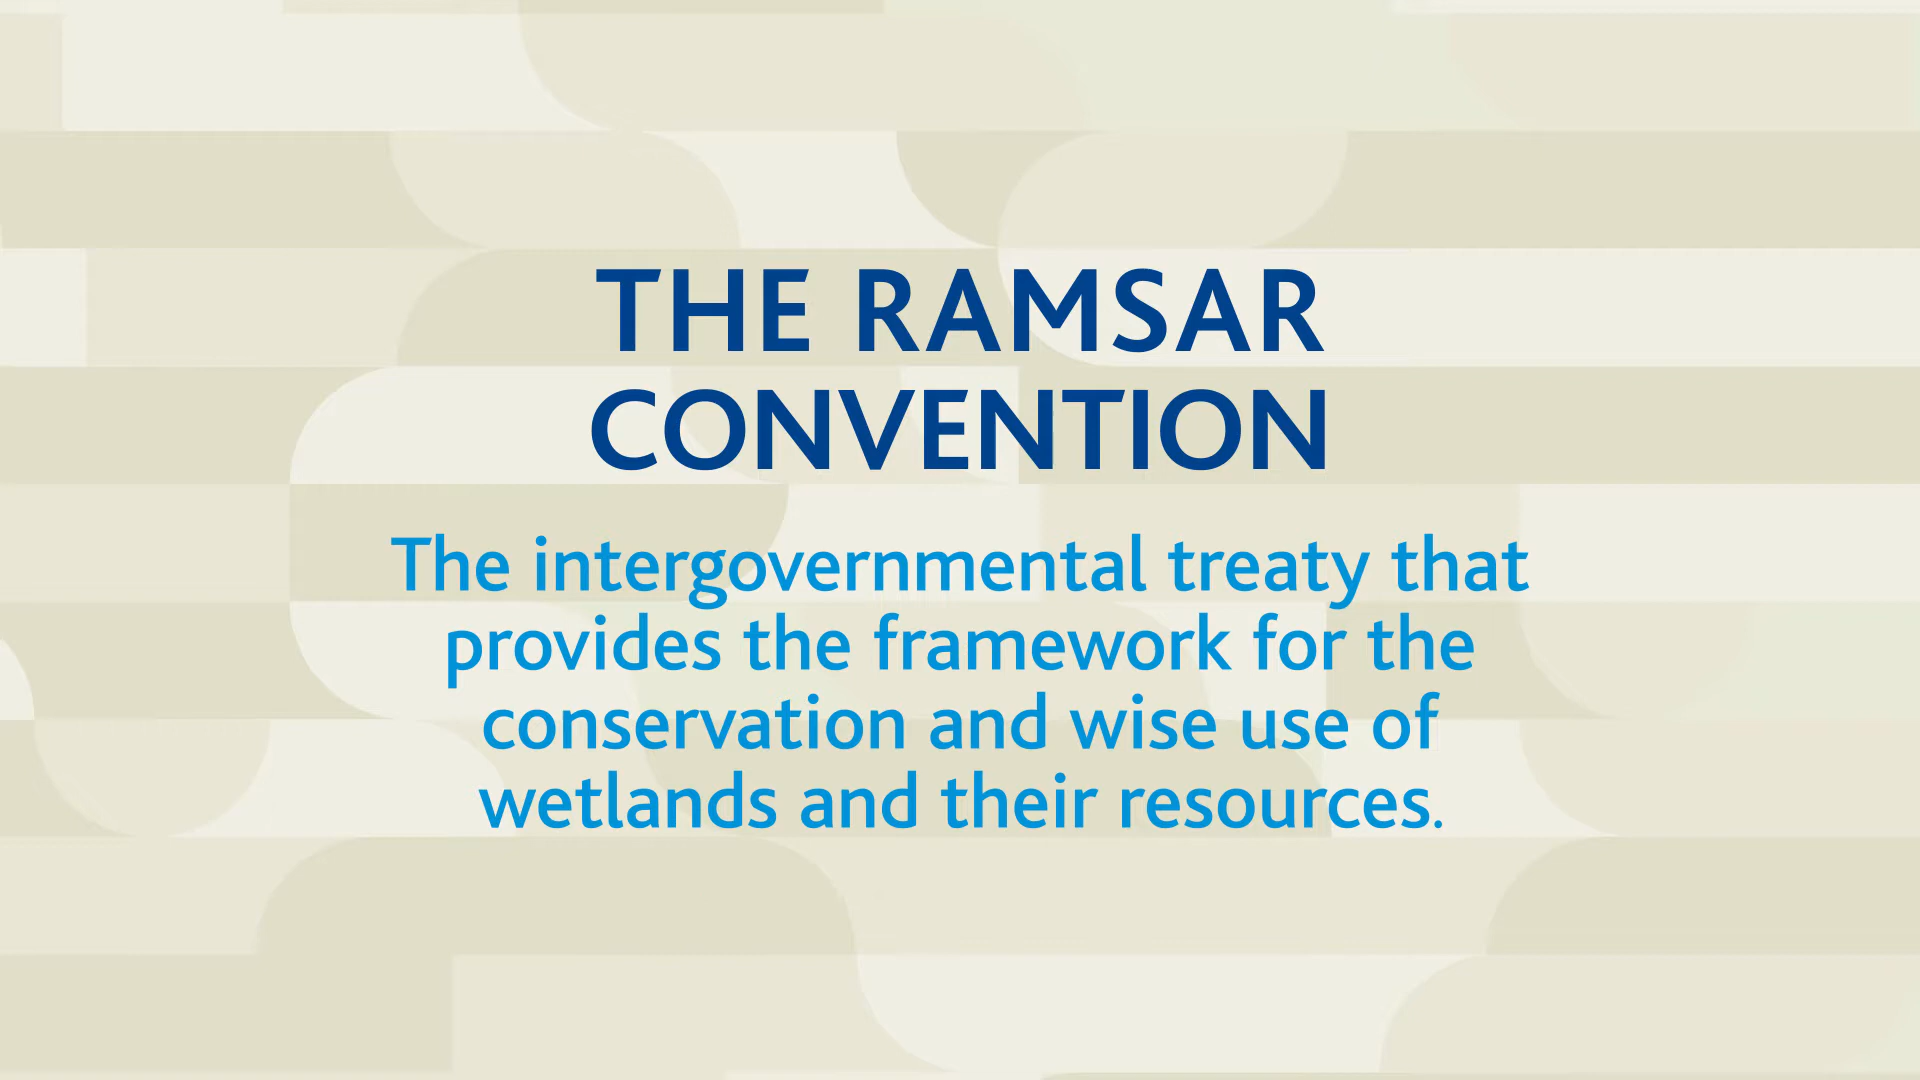 THE RAMSAR
CONVENTION
The intergovernmental treaty that
provides the framework for the
conservation and wise use of
wetlands and their resources.